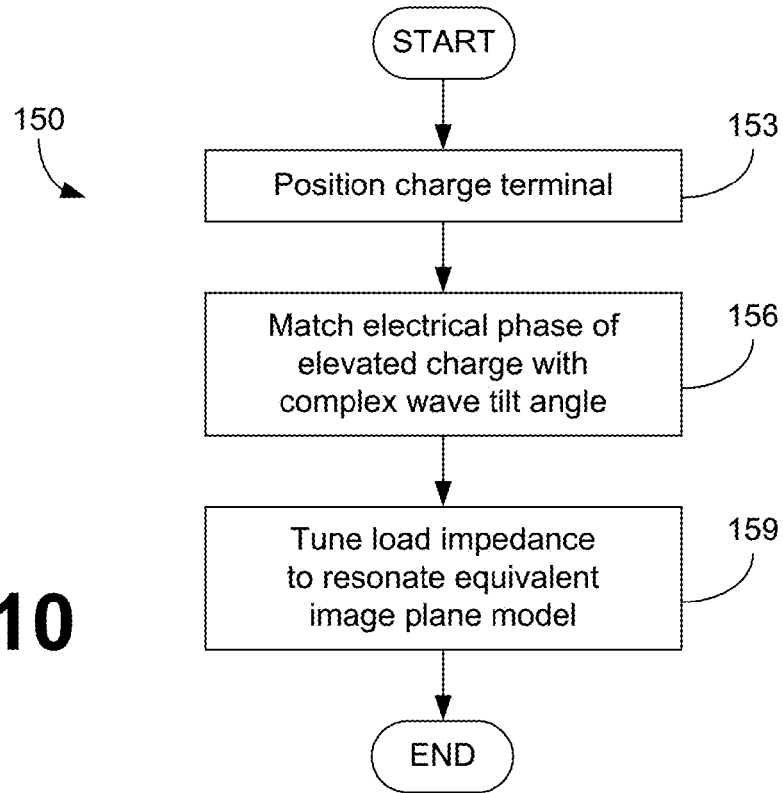 START
150
153
Position charge terminal
Match electrical phase of
elevated charge with
complex wave tilt angle
156
Tune load impedance
to resonate equivalent
image plane model
159
10
END